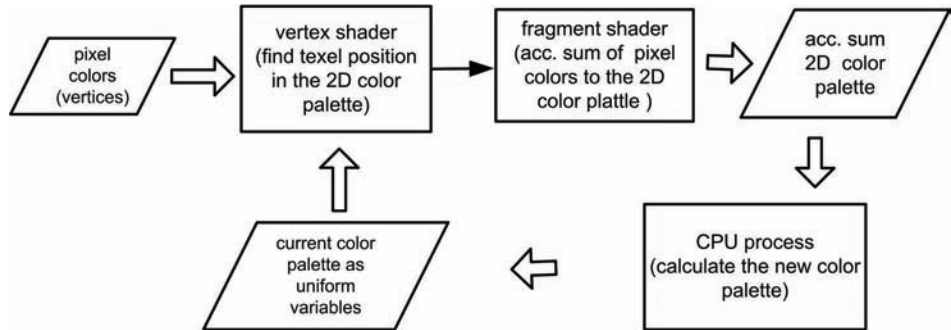 pixel
colors
(vertices)
vertex shader
(find texel position
in the 2D color
palette)
fragment shader
(acc. sum of pixel
colors to the 2D
color plattle )
acc. sum
2D color
palette
CPU process
(calculate the new color
palette)
current color
palette as
uniform
variables